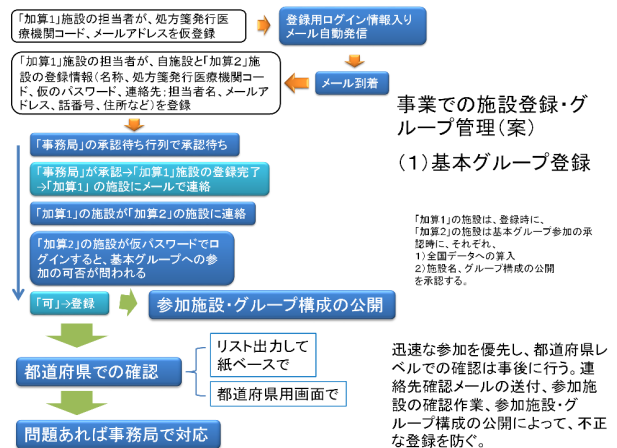 「加算1」施設の担当者が、処方箋発行医
療機関コード、メールアドレスを仮登録
登録用ログイン情報入り
メール自動発信
「加算1」施設の担当者が、自施設と「加算2」施
設の登録情報(名称、処方箋発行医療機関コー
ド、仮のパスワード、連絡先:担当者名、メールア
ドレス、話番号、住所など)を登録
メール到着
事業での施設登録・グ
ループ管理(案)
(1)基本グループ登録
「事務局」の承認待ち行列で承認待ち
「事務局」が承認→「加算1」施設の登録完了
→「加算1」の施設にメールで連絡
「加算1」の施設が「加算2」の施設に連絡
「加算2」の施設が仮パスワードでロ
グインすると、基本グループへの参
加の可否が問われる
「可」→登録
参加施設・グループ構成の公開
「加算1」の施設は、登録時に、
「加算2」の施設は基本グループ参加の承
認時に、それぞれ、
1)全国データへの算入
2)施設名、グループ構成の公開
を承認する。
都道府県での確認
リスト出力して
紙ベースで
都道府県用画面で
問題あれば事務局で対応
迅速な参加を優先し、都道府県レ
ベルでの確認は事後に行う。連
絡先確認メールの送付、参加施
設の確認作業、参加施設・グ
ループ構成の公開によって、不正
な登録を防ぐ。